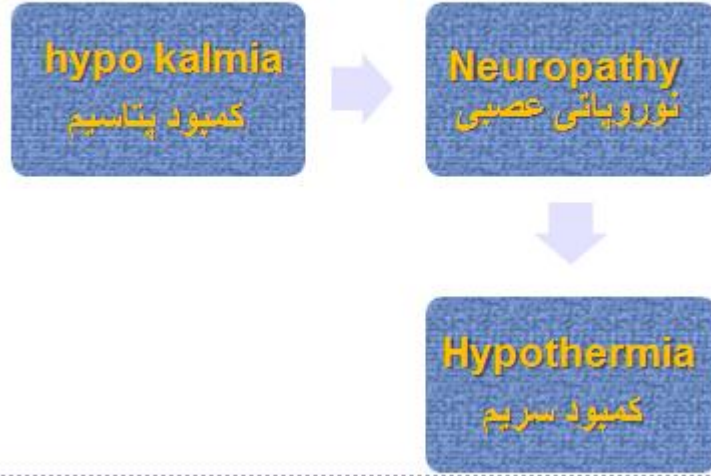 hypo kalmia
کمبود پتاسیم
Neuropathy
نوروپاتی عصبی
Hypothermia
کمبود سریم